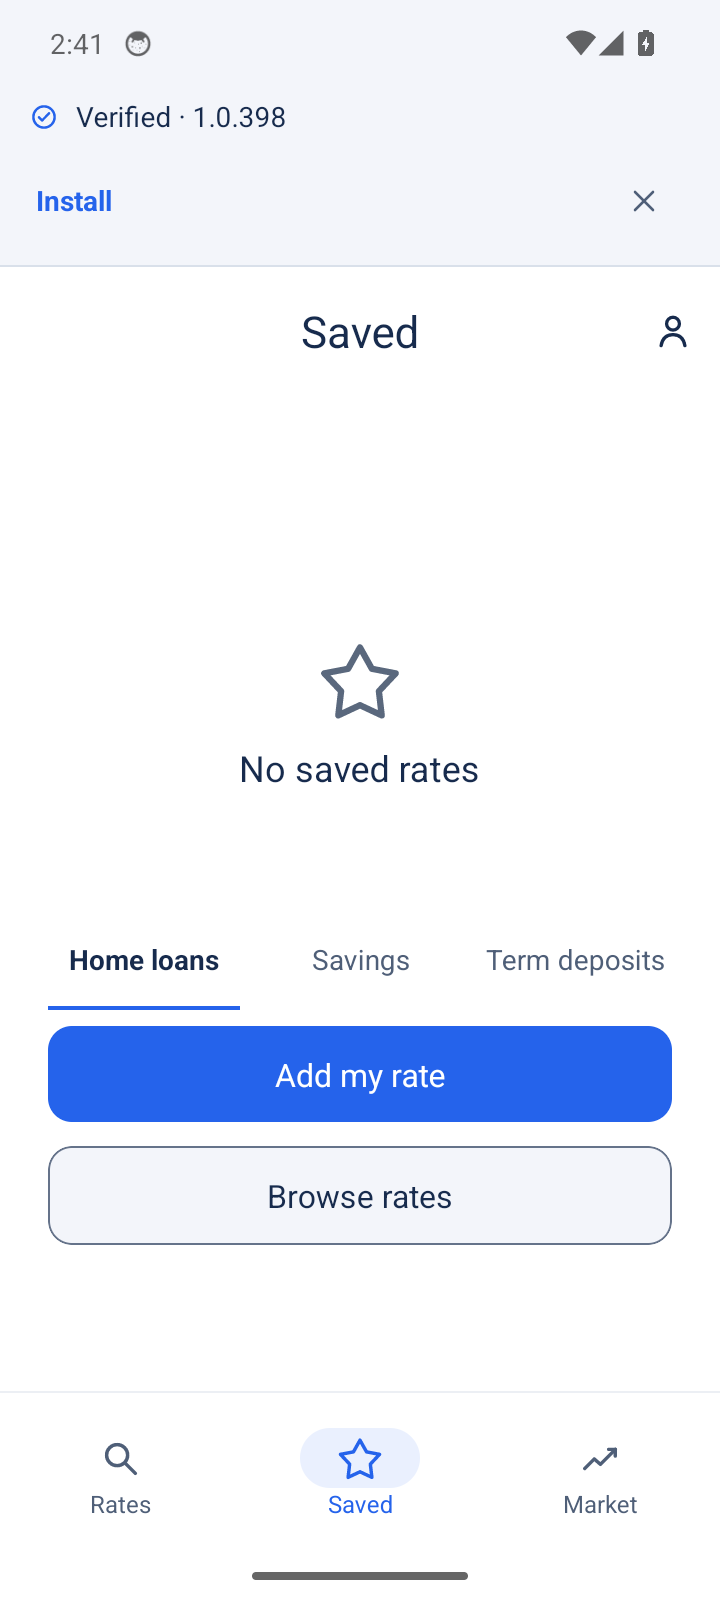 2:41
Verified · 1.0.398
Install
Saved
No saved rates
Home loans Savings Term deposits
Add my rate
Browse rates
Rates Saved Market